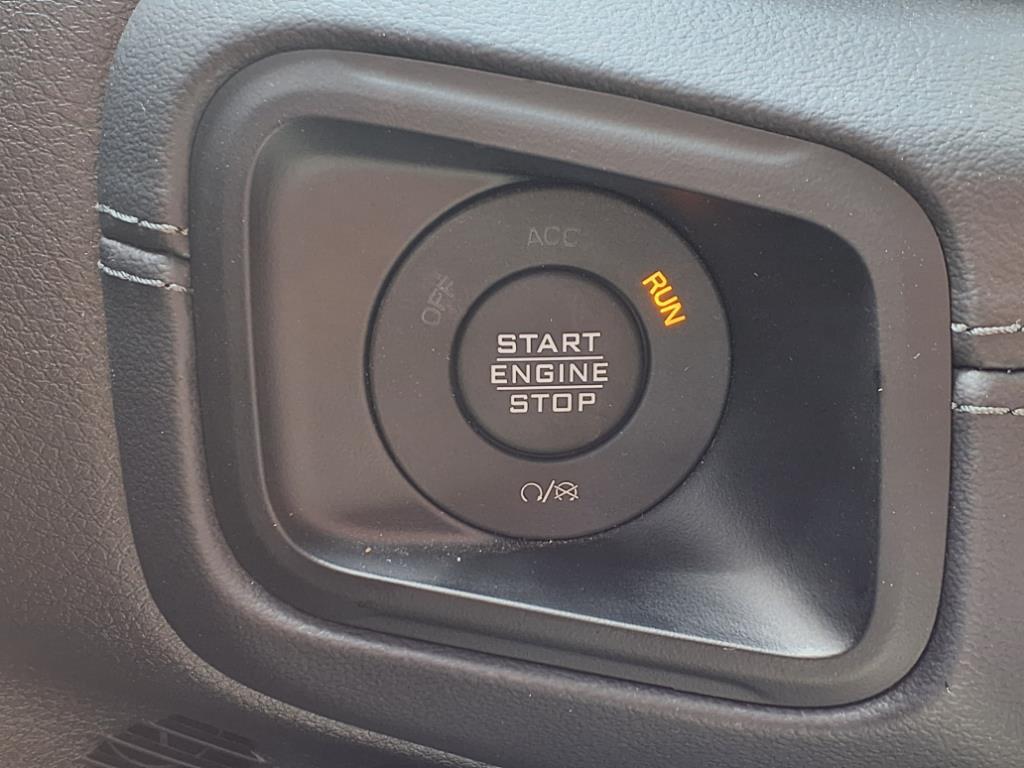 ACC
OFF
RUN
START
ENGINE
STOP